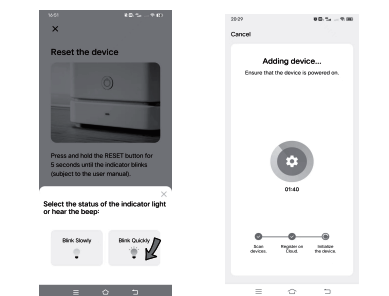 16:51
Reset the device
Press and hold the RESET button for
5 seconds until the indicator blinks
(subject to the user manual).
Select the status of the indicator light
or hear the beep:
Blink Slowly
Blink Quickly
20:29
Cancel
Adding device...
Ensure that the device is powered on.
01:40
Scan
devices.
Register on
Cloud.
Initialize
the device.